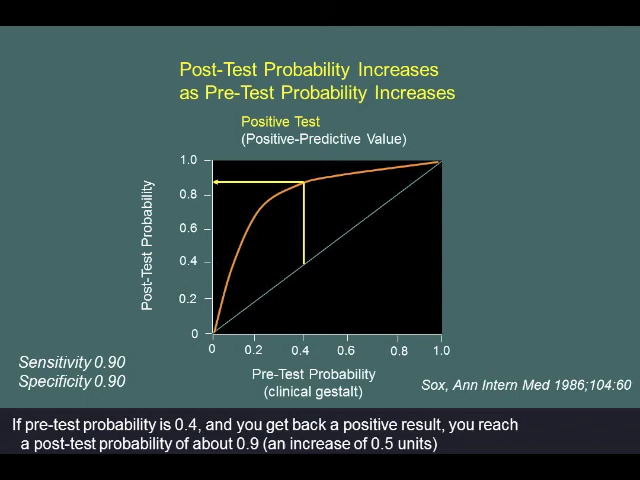 Post-Test Probability Increases
as Pre-Test Probability Increases
Positive Test
(Positive-Predictive Value)
Post-Test Probability
1.0
0.8
0.6
0.4
0.2
0
0 0.2 0.4 0.6 0.8 1.0
Pre-Test Probability
(clinical gestalt)
Sensitivity 0.90
Specificity 0.90
Sox, Ann Intern Med 1986;104:60
If pre-test probability is 0.4, and you get back a positive result, you reach
a post-test probability of about 0.9 (an increase of 0.5 units)